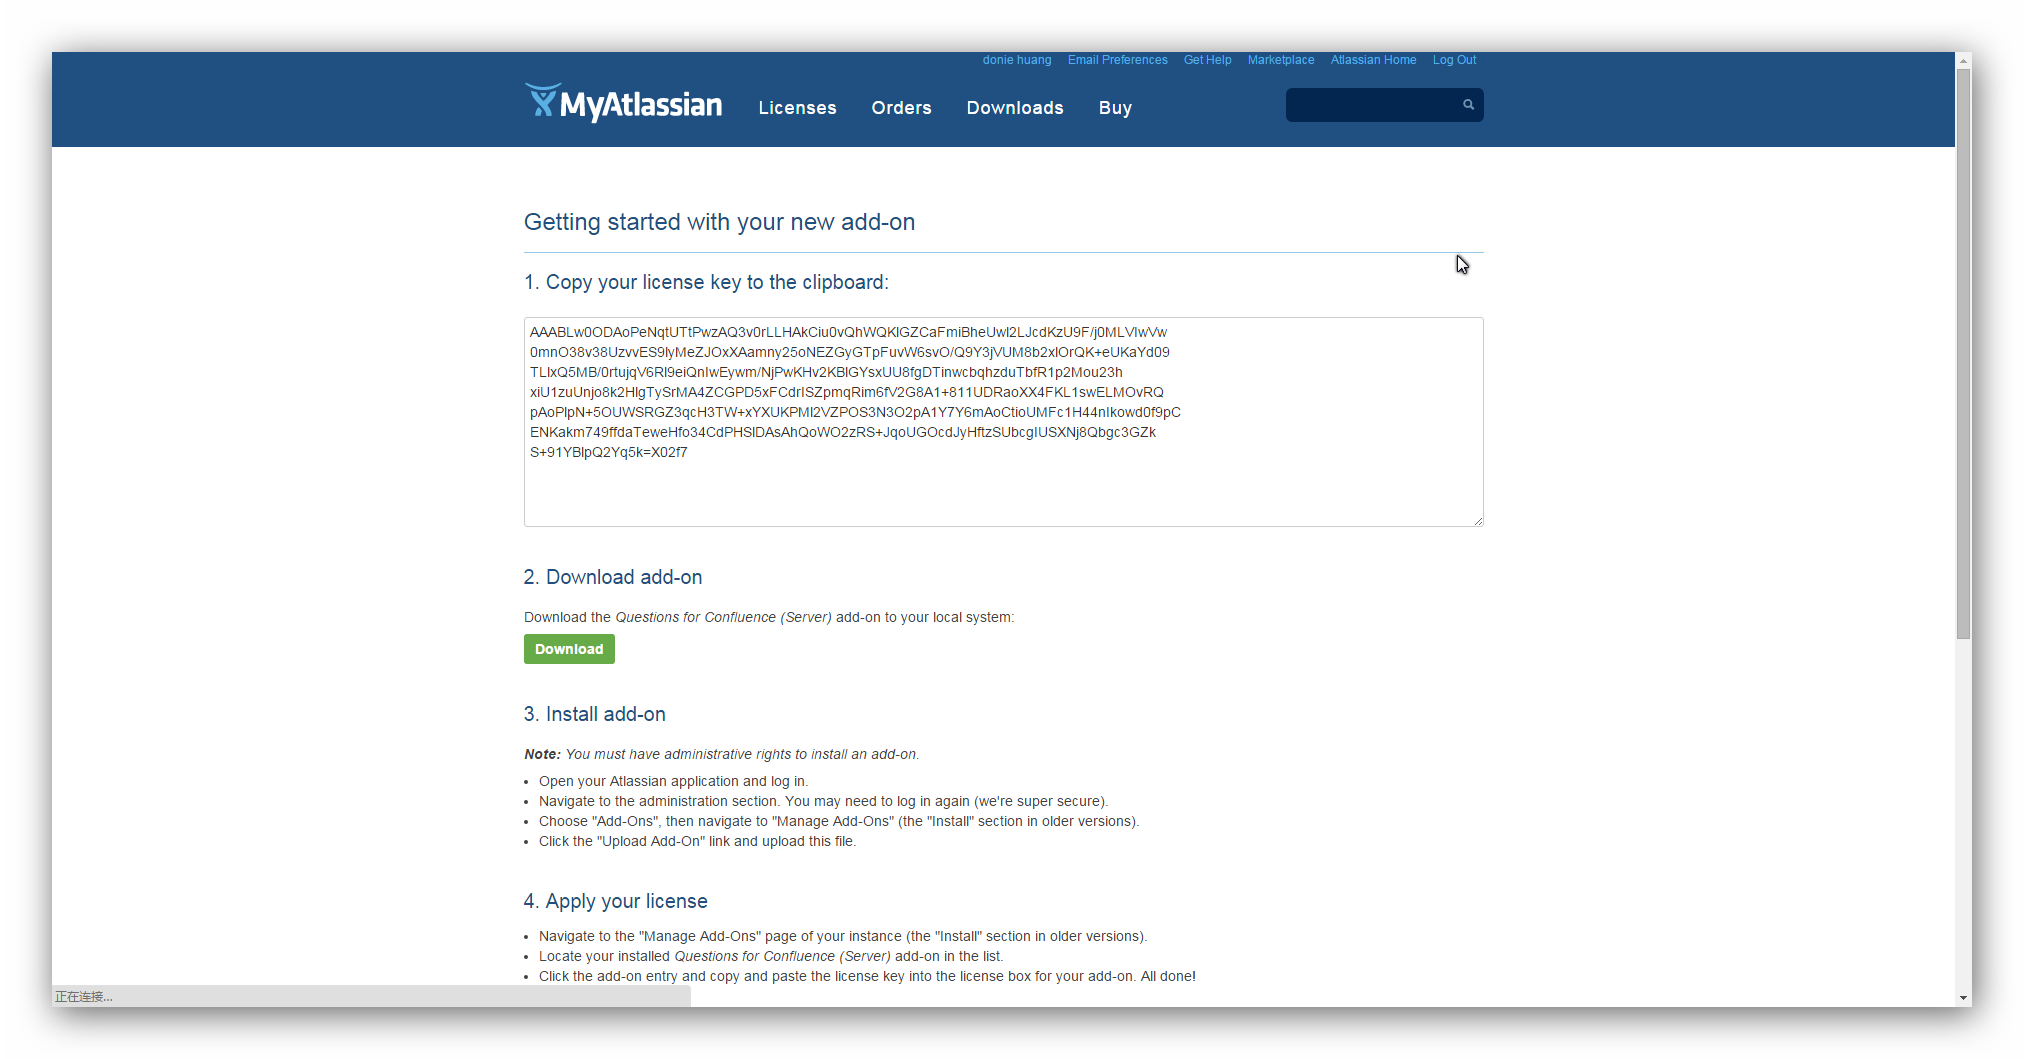 donie huang Email Preferences Get Help Marketplace Atlassian Home Log Out
MyAtlassian Licenses Orders Downloads Buy
Getting started with your new add-on
1. Copy your license key to the clipboard:
AAABLw0ODAoPeNqtUTtPwzAQ3v0rLLHAkCiu0vQhWQKlGZCaFmiBheUwl2LJcdKzU9F/j0MLVIwVw
0mnO38v38UzvvES9lyMeZJOxXAamny25oNEZGyGTpFuvW6svO/Q9Y3jVUM8b2xlOrQK+eUKaYd09
TLIxQ5MB/0rtujqV6Rl9eiQnIwEywm/NjPwKHv2KBlGYsxUU8fgDTinwcbqhzduTbfR1p2Mou23h
xiU1zuUnjo8k2HlgTySrMA4ZCGPD5xFCdrlSZpmqRim6fV2G8A1+811UDRaoXX4FKL1swELMOvRQ
pAoPlpN+5OUWSRGZ3qcH3TW+xYXUKPMl2VZPOS3N3O2pA1Y7Y6mAoCtioUMFc1H44nIkowd0f9pC
ENKakm749ffdaTeweHfo34CdPHSIDAsAhQoWO2zRS+JqoUGOcdJyHftzSUbcgIUSXNj8Qbgc3GZk
S+91YBlpQ2Yq5k=X02f7
2. Download add-on
Download the Questions for Confluence (Server) add-on to your local system:
Download
3. Install add-on
Note: You must have administrative rights to install an add-on.
• Open your Atlassian application and log in.
• Navigate to the administration section. You may need to log in again (we're super secure).
• Choose "Add-Ons", then navigate to "Manage Add-Ons" (the "Install" section in older versions).
• Click the "Upload Add-On" link and upload this file.
4. Apply your license
• Navigate to the "Manage Add-Ons" page of your instance (the "Install" section in older versions).
• Locate your installed Questions for Confluence (Server) add-on in the list.
• Click the add-on entry and copy and paste the license key into the license box for your add-on. All done!
正在连接...